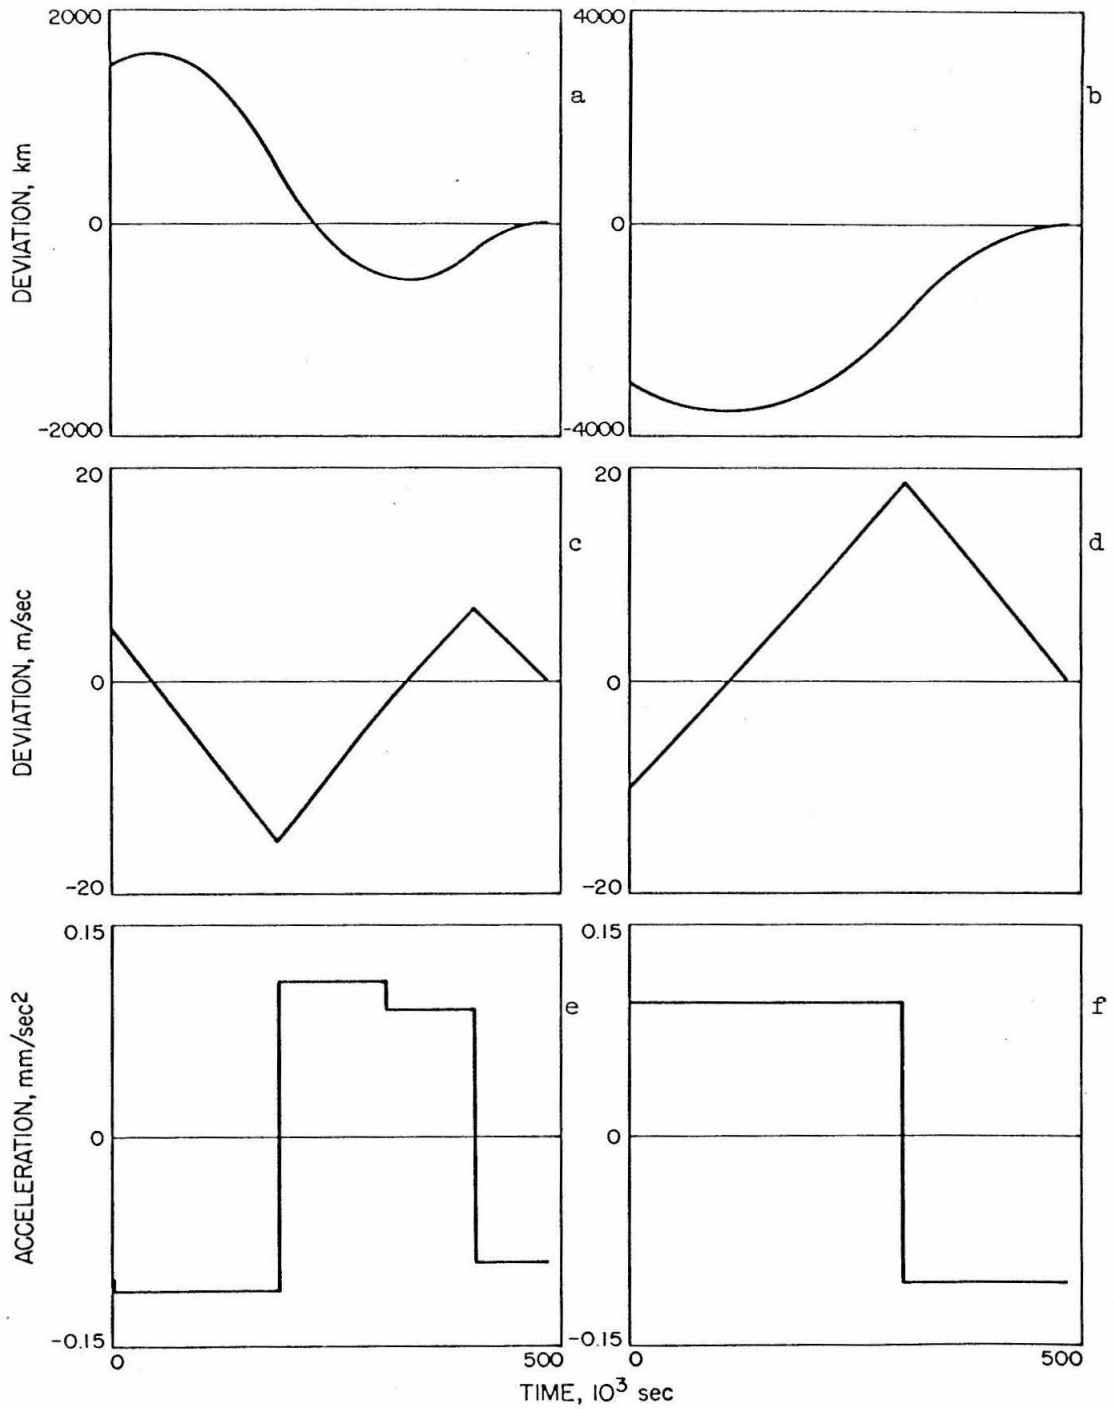 2000
DEVIATION, km
0
-2000
a
4000
0
-4000
b
20
DEVIATION, m/sec
0
-20
c
20
0
-20
d
0.15
ACCELERATION, mm/sec²
0
-0.15
e
0.15
0
-0.15
f
0
500
0
500
TIME, 10³ sec